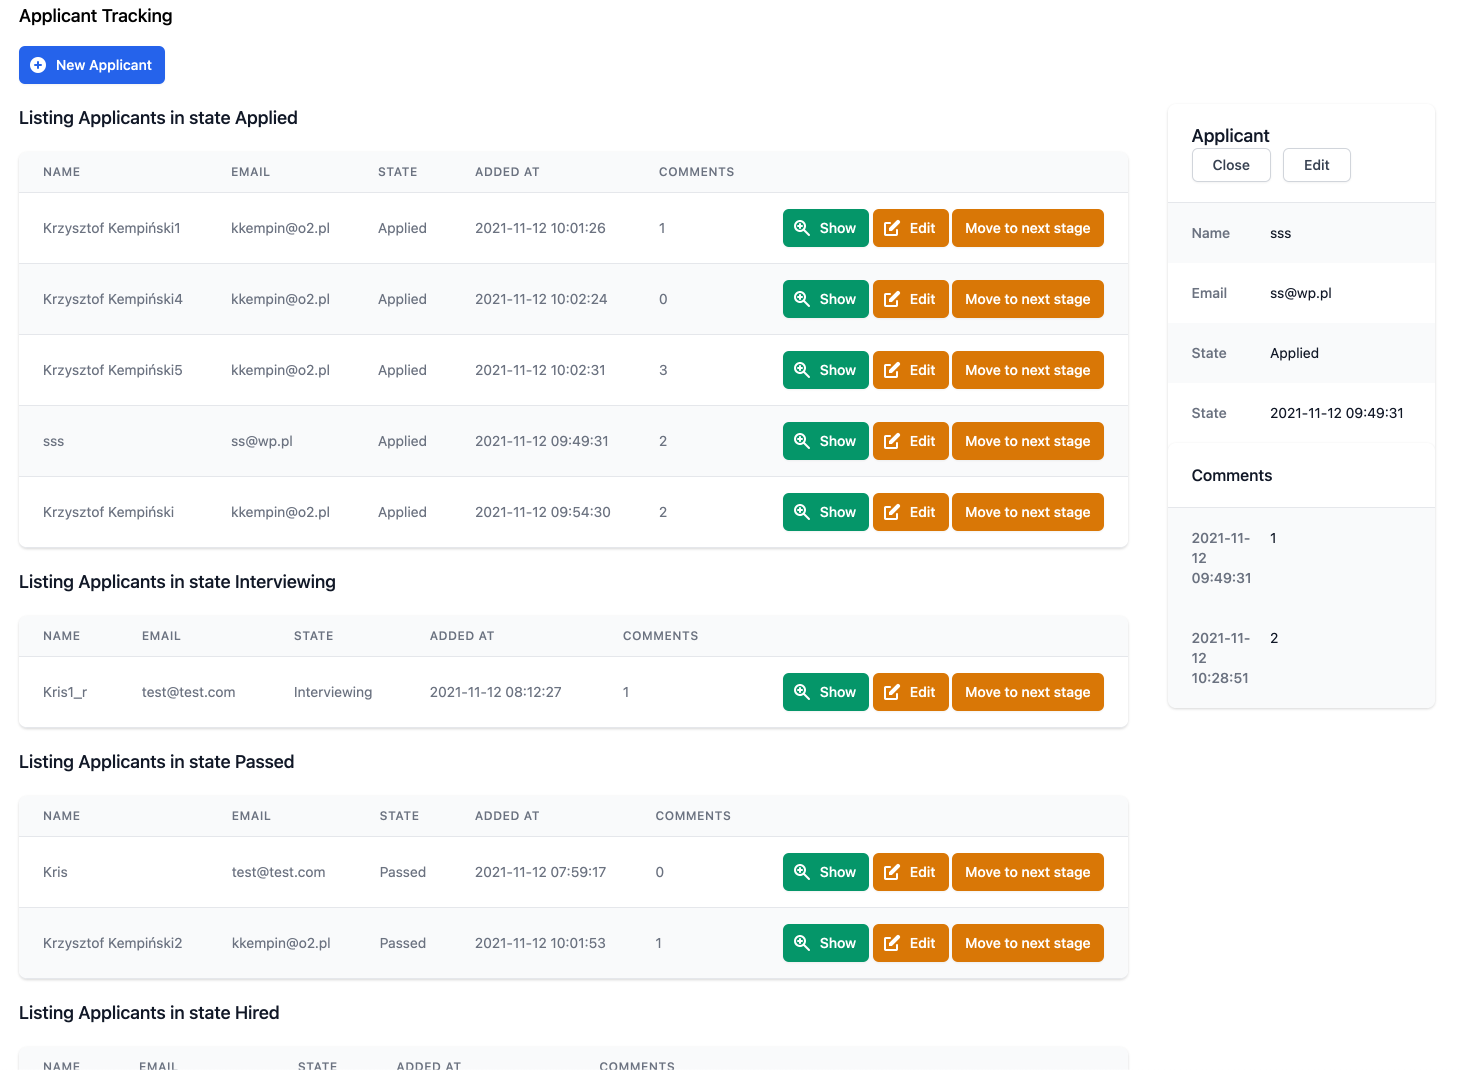 Applicant Tracking
New Applicant
Listing Applicants in state Applied
NAME EMAIL STATE ADDED AT COMMENTS
Krzysztof Kempiński1 kkempin@o2.pl Applied 2021-11-12 10:01:26 1 Show Edit Move to next stage
Krzysztof Kempiński4 kkempin@o2.pl Applied 2021-11-12 10:02:24 0 Show Edit Move to next stage
Krzysztof Kempiński5 kkempin@o2.pl Applied 2021-11-12 10:02:31 3 Show Edit Move to next stage
sss ss@wp.pl Applied 2021-11-12 09:49:31 2 Show Edit Move to next stage
Krzysztof Kempiński kkempin@o2.pl Applied 2021-11-12 09:54:30 2 Show Edit Move to next stage
Listing Applicants in state Interviewing
NAME EMAIL STATE ADDED AT COMMENTS
Kris1_r test@test.com Interviewing 2021-11-12 08:12:27 1 Show Edit Move to next stage
Listing Applicants in state Passed
NAME EMAIL STATE ADDED AT COMMENTS
Kris test@test.com Passed 2021-11-12 07:59:17 0 Show Edit Move to next stage
Krzysztof Kempiński2 kkempin@o2.pl Passed 2021-11-12 10:01:53 1 Show Edit Move to next stage
Listing Applicants in state Hired
NAME EMAIL STATE ADDED AT COMMENTS
Applicant
Close Edit
Name sss
Email ss@wp.pl
State Applied
State 2021-11-12 09:49:31
Comments
2021-11- 1
12
09:49:31
2021-11- 2
12
10:28:51